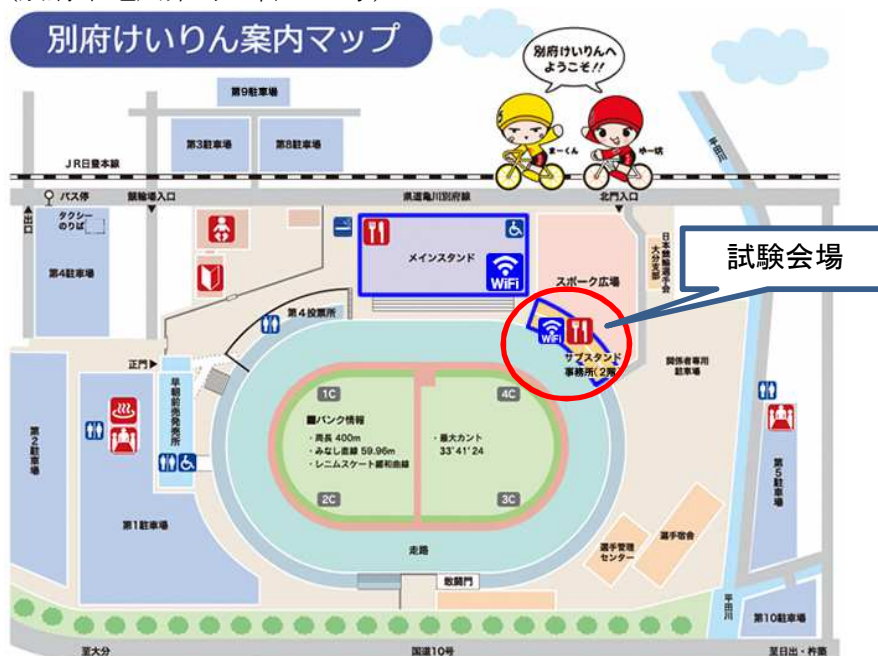 別府けいりん案内マップ
別府けいりんへ
ようこそ!!
まーくん
ゆー坊
第9駐車場
第3駐車場
第8駐車場
平田川
JR日豊本線
バス停
競輪場入口
県道亀川別府線
北門入口
出口
タクシー
のりば
第4駐車場
メインスタンド
WiFi
スポーク広場
日本競輪選手会
大分支部
試験会場
第4投票所
WiFi
サブスタンド
事務所(2階)
関係者専用
駐車場
正門
早朝前売発売所
第2駐車場
1C
4C
■バンク情報
・周長 400m
・みなし直線 59.96m
・レニムスケート緩和曲線
・最大カント
33°41'24
2C
3C
第5駐車場
第1駐車場
走路
選手管理
センター
選手宿舎
敢闘門
平田川
第10駐車場
至大分
国道10号
至日出・杵築